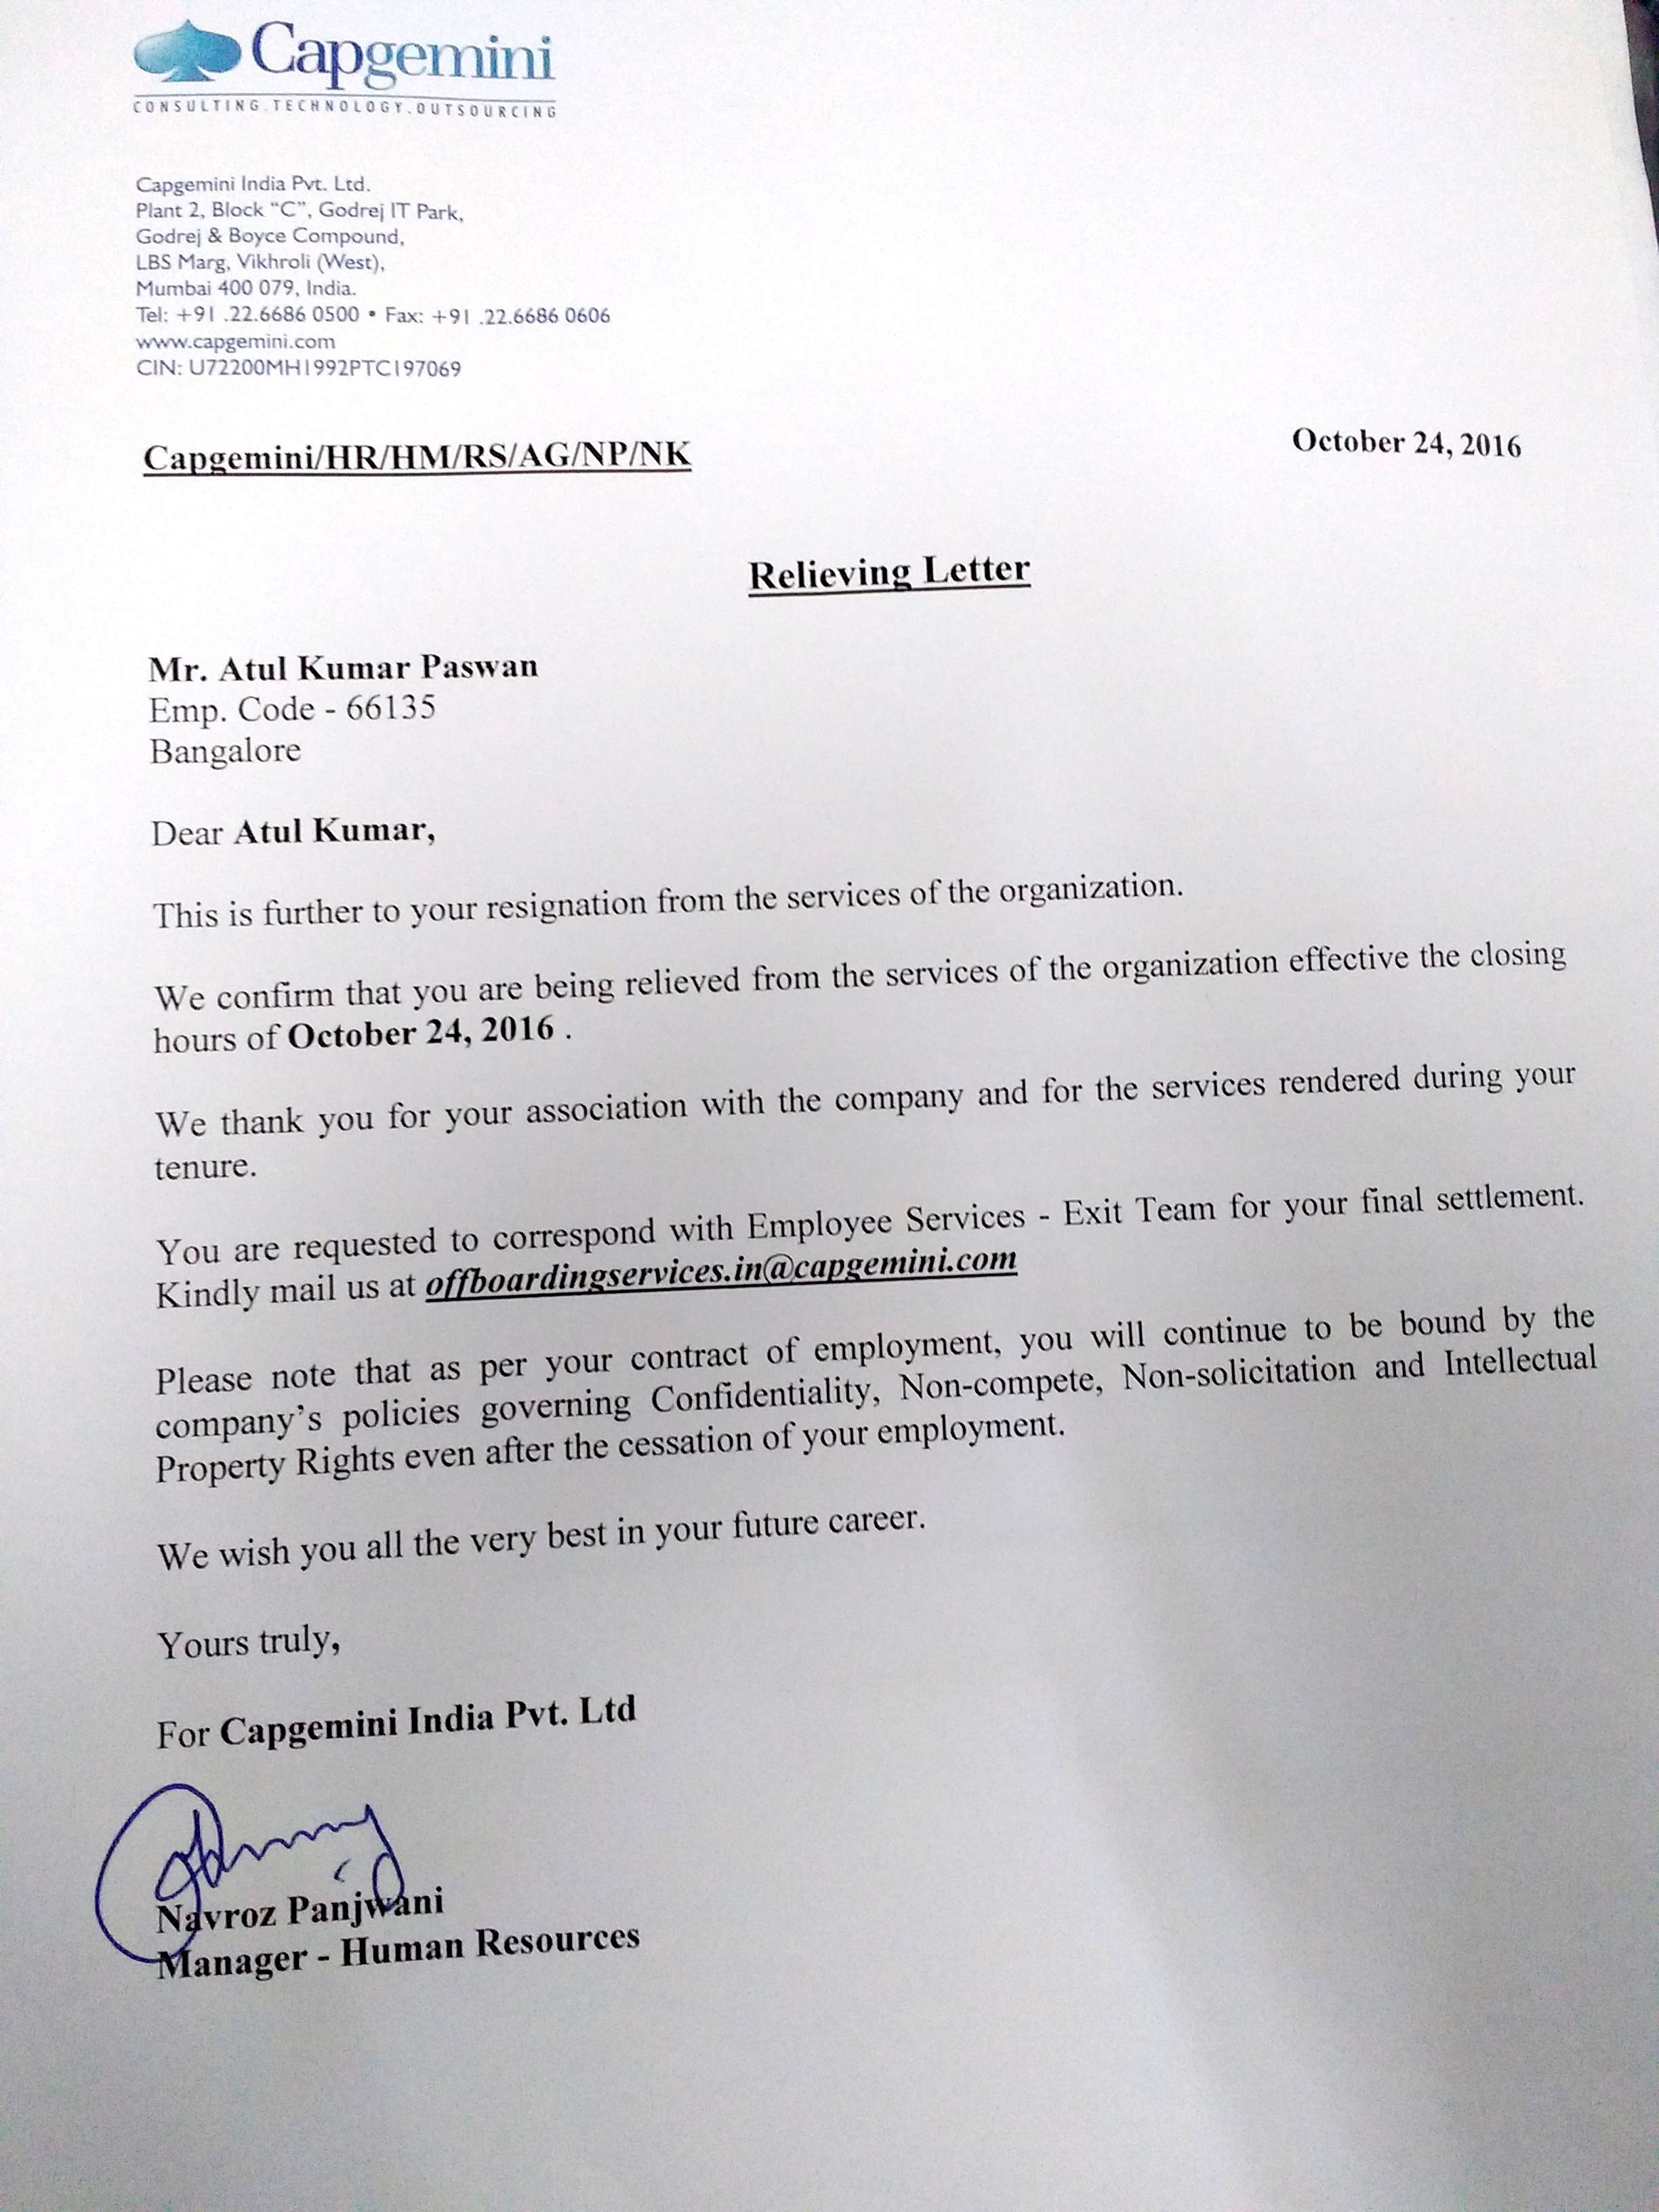 Capgemini
CONSULTING.TECHNOLOGY.OUTSOURCING
Capgemini India Pvt. Ltd.
Plant 2, Block “C”, Godrej IT Park,
Godrej & Boyce Compound,
LBS Marg, Vikhroli (West),
Mumbai 400 079, India.
Tel: +91 .22.6686 0500 • Fax: +91 .22.6686 0606
www.capgemini.com
CIN: U72200MH1992PTC197069
Capgemini/HR/HM/RS/AG/NP/NK
October 24, 2016
Relieving Letter
Mr. Atul Kumar Paswan
Emp. Code - 66135
Bangalore
Dear Atul Kumar,
This is further to your resignation from the services of the organization.
We confirm that you are being relieved from the services of the organization effective the closing
hours of October 24, 2016 .
We thank you for your association with the company and for the services rendered during your
tenure.
You are requested to correspond with Employee Services - Exit Team for your final settlement.
Kindly mail us at offboardingservices.in@capgemini.com
Please note that as per your contract of employment, you will continue to be bound by the
company’s policies governing Confidentiality, Non-compete, Non-solicitation and Intellectual
Property Rights even after the cessation of your employment.
We wish you all the very best in your future career.
Yours truly,
For Capgemini India Pvt. Ltd
Navroz Panjwani
Manager - Human Resources